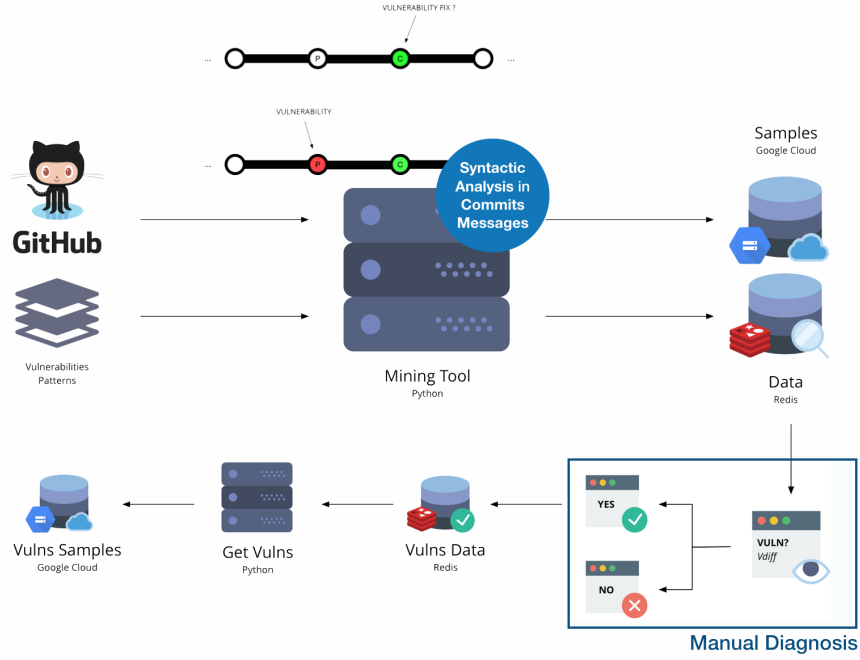 VULNERABILITY FIX ?
...
P
C
...
VULNERABILITY
...
P
C
Syntactic
Analysis in
Commits
Messages
Samples
Google Cloud
GitHub
Vulnerabilities
Patterns
Mining Tool
Python
Data
Redis
YES
NO
VULN?
Vdiff
Vulns Data
Redis
Get Vulns
Python
Vulns Samples
Google Cloud
Manual Diagnosis